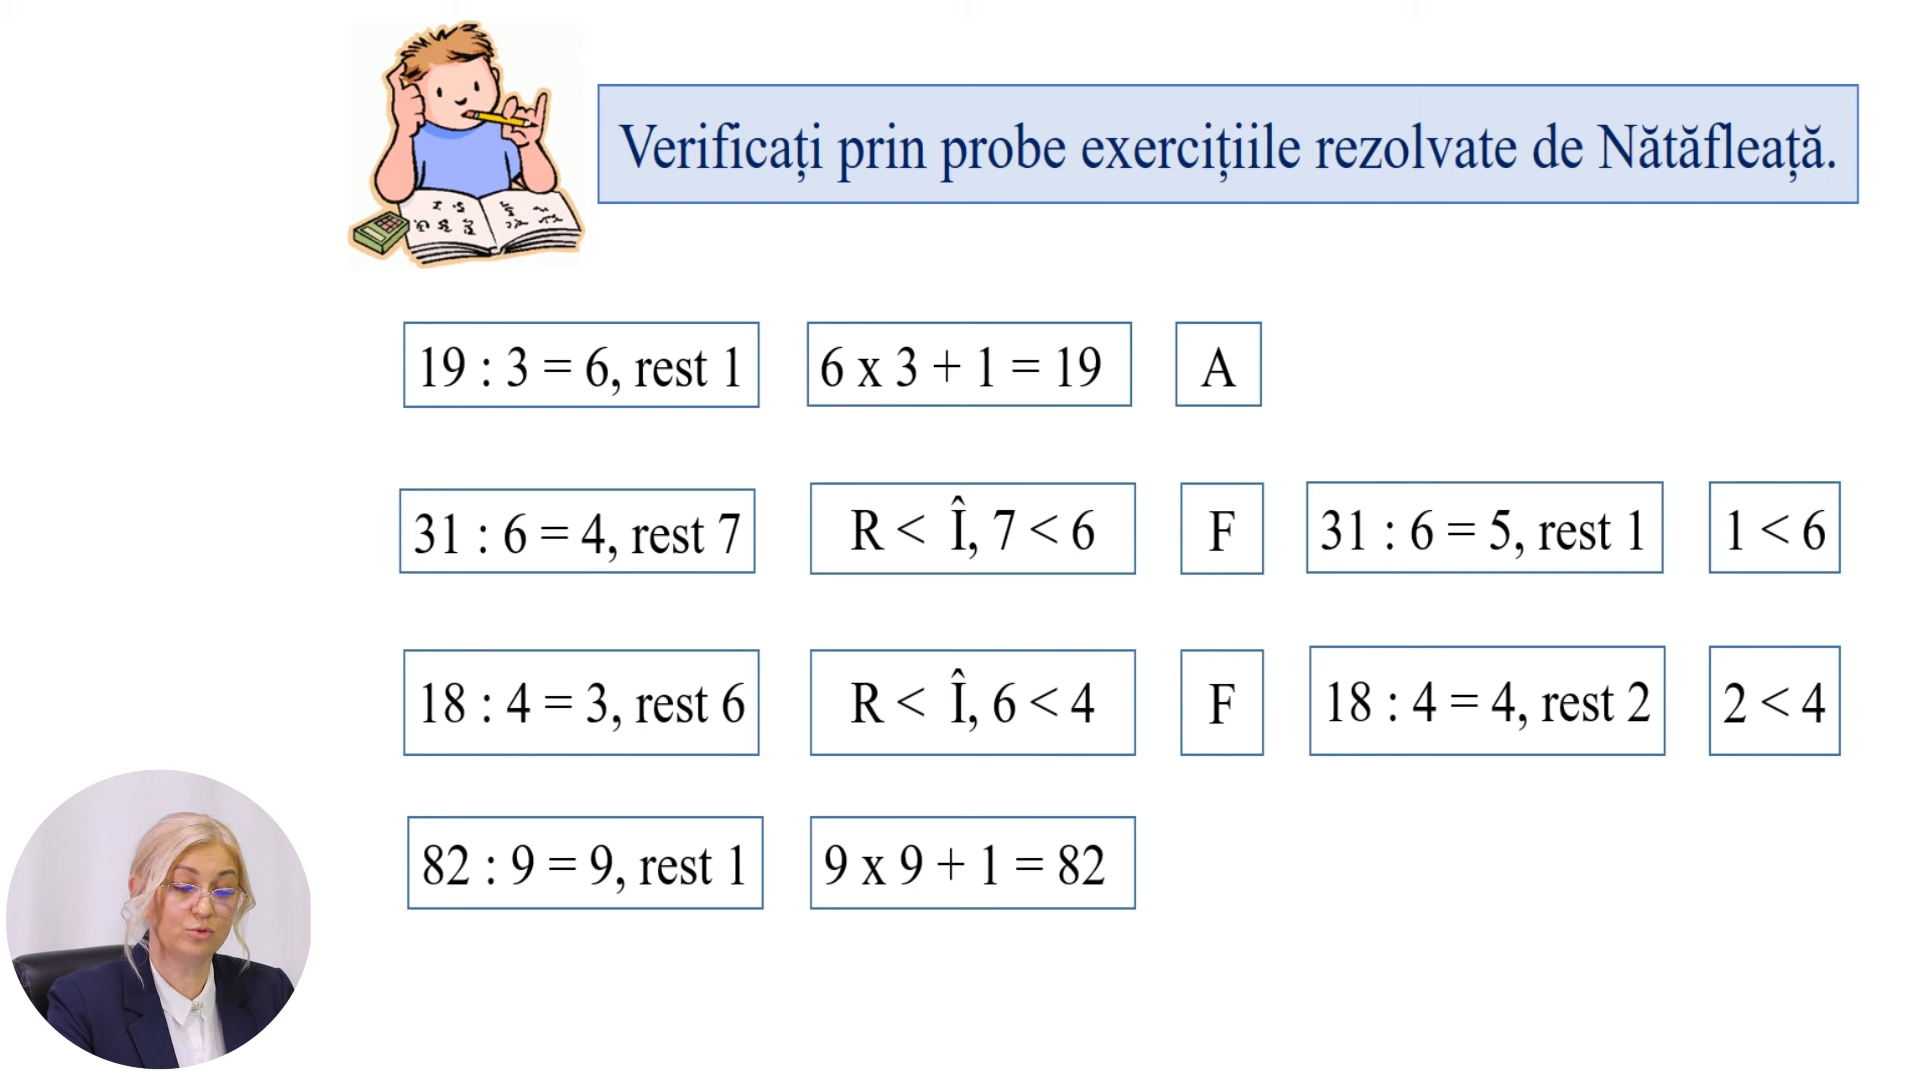 Verificați prin probe exercițiile rezolvate de Nătăfleață.
19 : 3 = 6, rest 1 6 x 3 + 1 = 19 A
31 : 6 = 4, rest 7 R < Î, 7 < 6 F 31 : 6 = 5, rest 1 1 < 6
18 : 4 = 3, rest 6 R < Î, 6 < 4 F 18 : 4 = 4, rest 2 2 < 4
82 : 9 = 9, rest 1 9 x 9 + 1 = 82